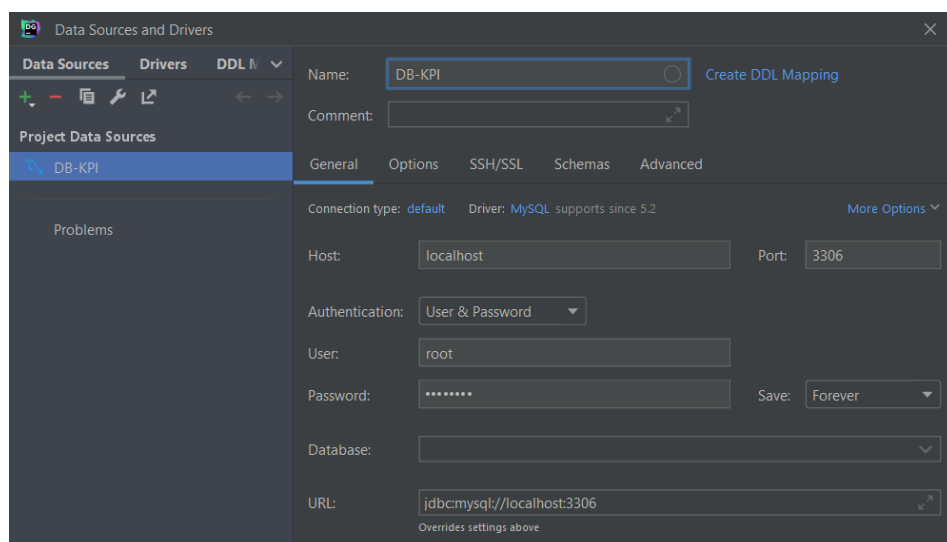 DG Data Sources and Drivers
Data Sources Drivers DDL M
Project Data Sources
DB-KPI
Problems
Name: DB-KPI Create DDL Mapping
Comment:
General Options SSH/SSL Schemas Advanced
Connection type: default Driver: MySQL supports since 5.2 More Options
Host: localhost Port: 3306
Authentication: User & Password
User: root
Password: •••••••• Save: Forever
Database:
URL: jdbc:mysql://localhost:3306
Overrides settings above